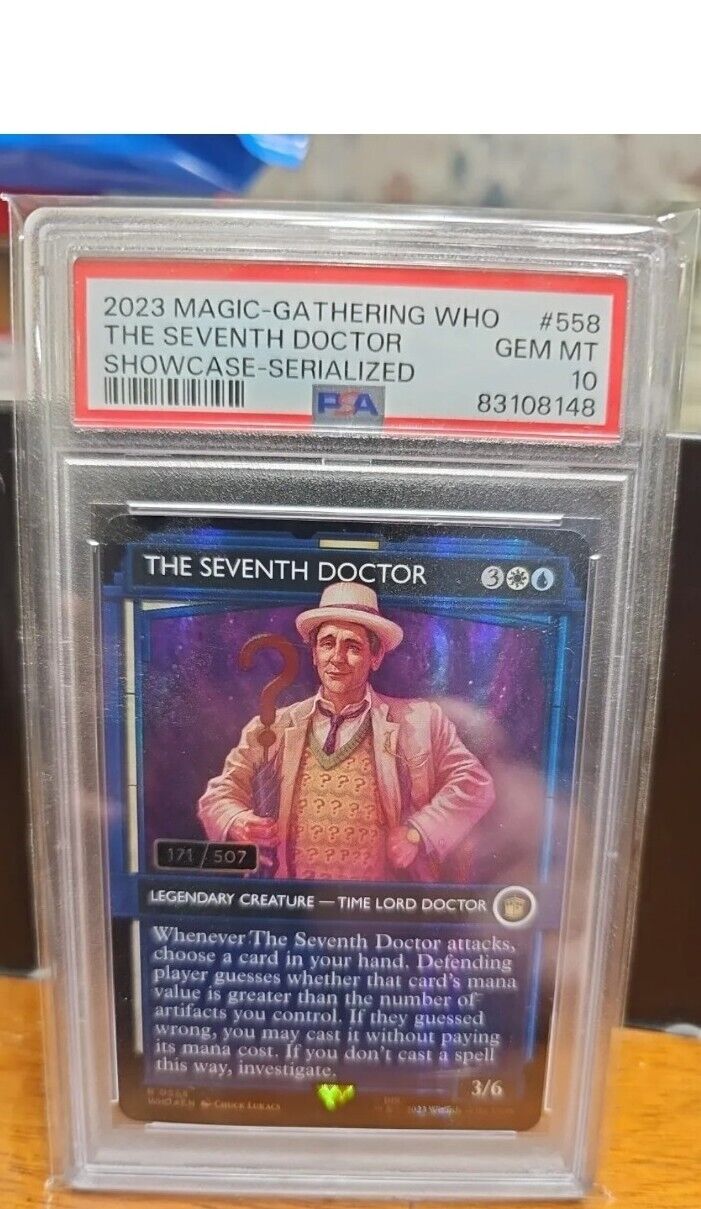 2023 MAGIC-GATHERING WHO #558
THE SEVENTH DOCTOR GEM MT
SHOWCASE-SERIALIZED 10
PSA 83108148
THE SEVENTH DOCTOR 3
?
? ? ?
? ? ? ?
? ? ? ?
171/507
LEGENDARY CREATURE — TIME LORD DOCTOR
Whenever The Seventh Doctor attacks,
choose a card in your hand. Defending
player guesses whether that card's mana
value is greater than the number of
artifacts you control. If they guessed
wrong, you may cast it without paying
its mana cost. If you don't cast a spell
this way, investigate.
3/6
R 0558
WHO EN CHUCK LUKACS